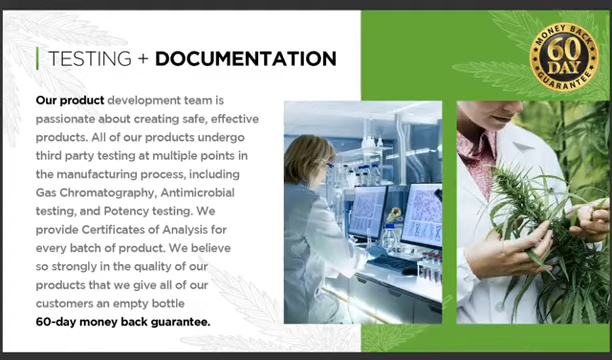 TESTING + DOCUMENTATION
MONEY BACK
60
DAY
GUARANTEE
Our product development team is
passionate about creating safe, effective
products. All of our products undergo
third party testing at multiple points in
the manufacturing process, including
Gas Chromatography, Antimicrobial
testing, and Potency testing. We
provide Certificates of Analysis for
every batch of product. We believe
so strongly in the quality of our
products that we give all of our
customers an empty bottle
60-day money back guarantee.